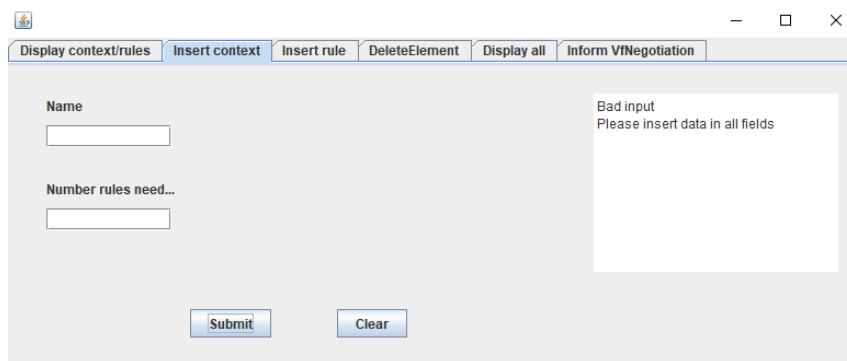 Display context/rules Insert context Insert rule DeleteElement Display all Inform VfNegotiation
Name
Bad input
Please insert data in all fields
Number rules need...
Submit Clear